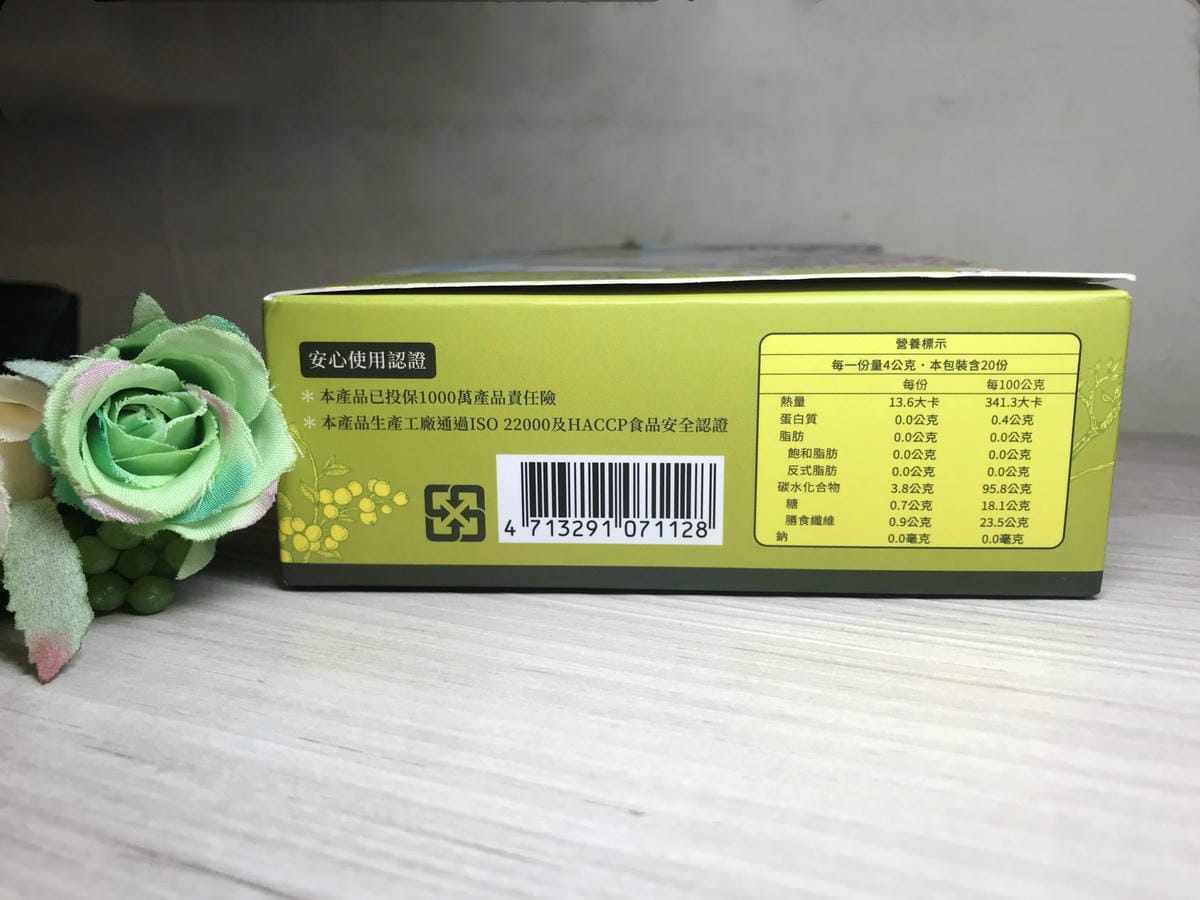 安心使用認證
＊本產品已投保1000萬產品責任險
＊本產品生產工廠通過ISO 22000及HACCP食品安全認證
4 713291 071128
營養標示
每一份量4公克・本包裝含20份
每份 每100公克
熱量 13.6大卡 341.3大卡
蛋白質 0.0公克 0.4公克
脂肪 0.0公克 0.0公克
飽和脂肪 0.0公克 0.0公克
反式脂肪 0.0公克 0.0公克
碳水化合物 3.8公克 95.8公克
糖 0.7公克 18.1公克
膳食纖維 0.9公克 23.5公克
鈉 0.0毫克 0.0毫克